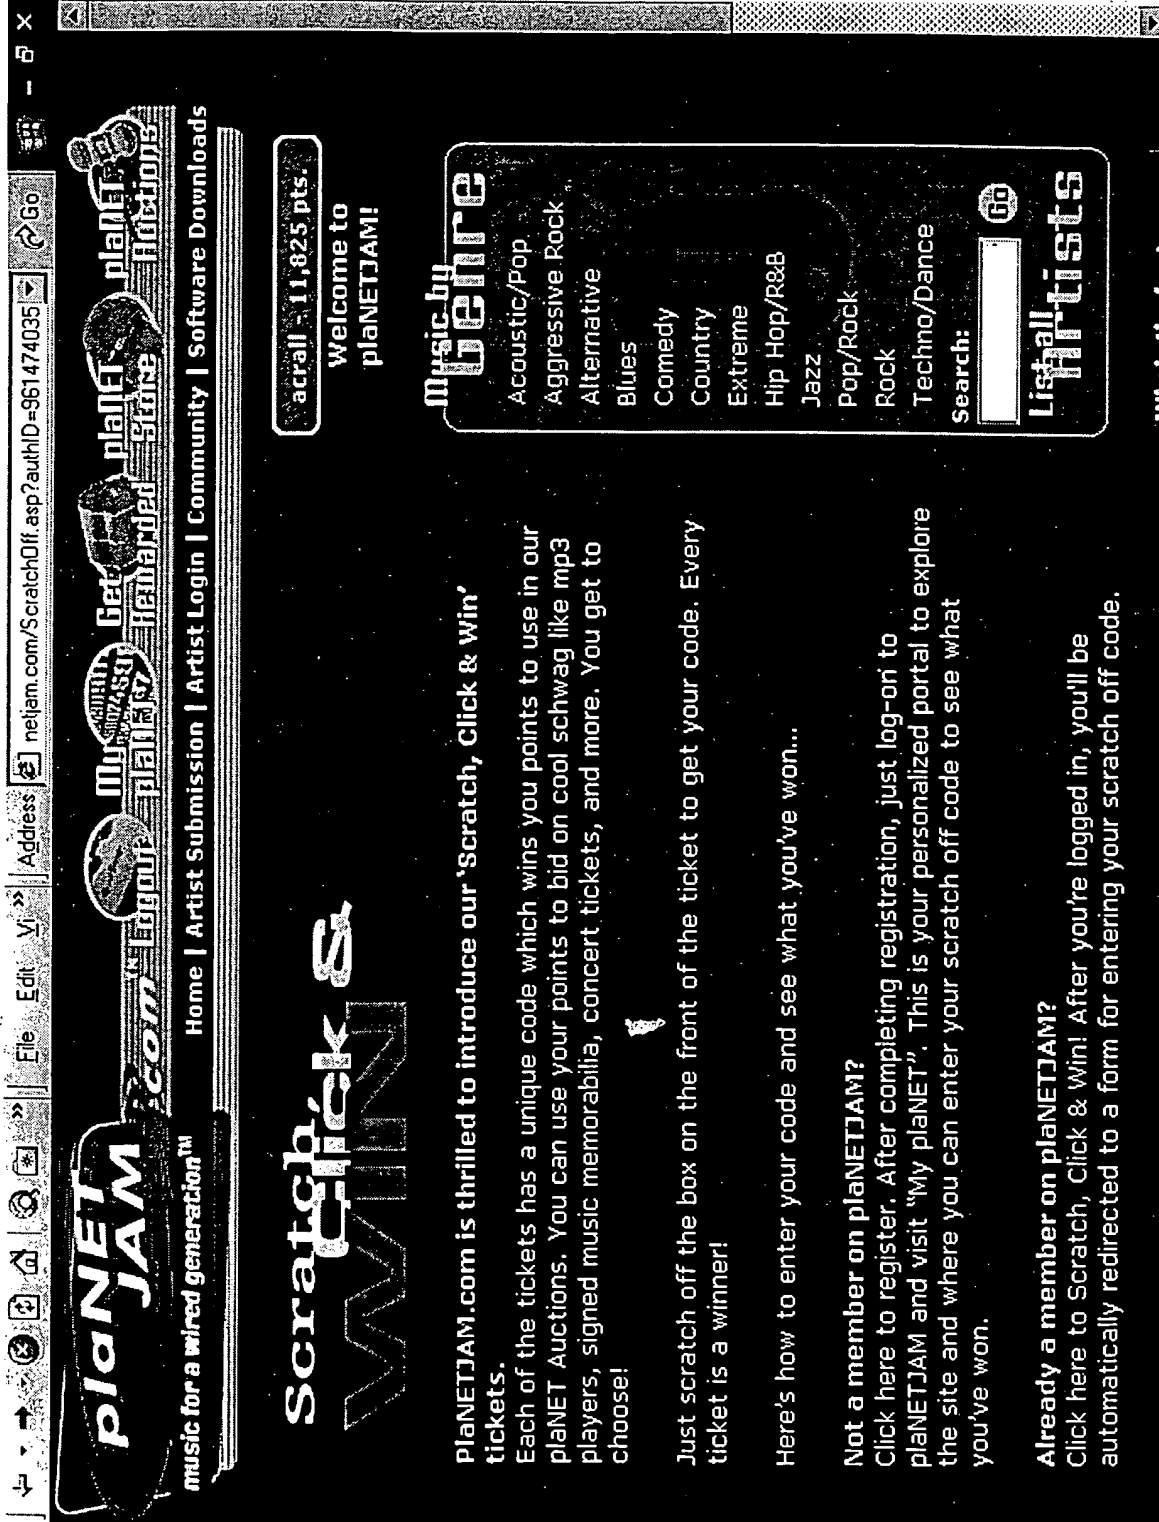 File Edit Vi » Address netjam.com/ScratchOff.asp?authID=961474035 Go
plaNET JAM .com™
Logout My plaNET Get Rewarded plaNET Store plaNET Auctions
music for a wired generation™
Home | Artist Submission | Artist Login | Community | Software Downloads
Scratch,
Click &
WIN
acrall 11,825 pts.
Welcome to
plaNETJAM!
PlaNETJAM.com is thrilled to introduce our 'Scratch, Click & Win'
tickets.
Each of the tickets has a unique code which wins you points to use in our
plaNET Auctions. You can use your points to bid on cool schwag like mp3
players, signed music memorabilia, concert tickets, and more. You get to
choose!
Just scratch off the box on the front of the ticket to get your code. Every
ticket is a winner!
Here's how to enter your code and see what you've won...
Not a member on plaNETJAM?
Click here to register. After completing registration, just log-on to
plaNETJAM and visit "My plaNET". This is your personalized portal to explore
the site and where you can enter your scratch off code to see what
you've won.
Already a member on plaNETJAM?
Click here to Scratch, Click & Win! After you're logged in, you'll be
automatically redirected to a form for entering your scratch off code.
Music by
Genre
Acoustic/Pop
Aggressive Rock
Alternative
Blues
Comedy
Country
Extreme
Hip Hop/R&B
Jazz
Pop/Rock
Rock
Techno/Dance
Search:
Go
List all
Artists